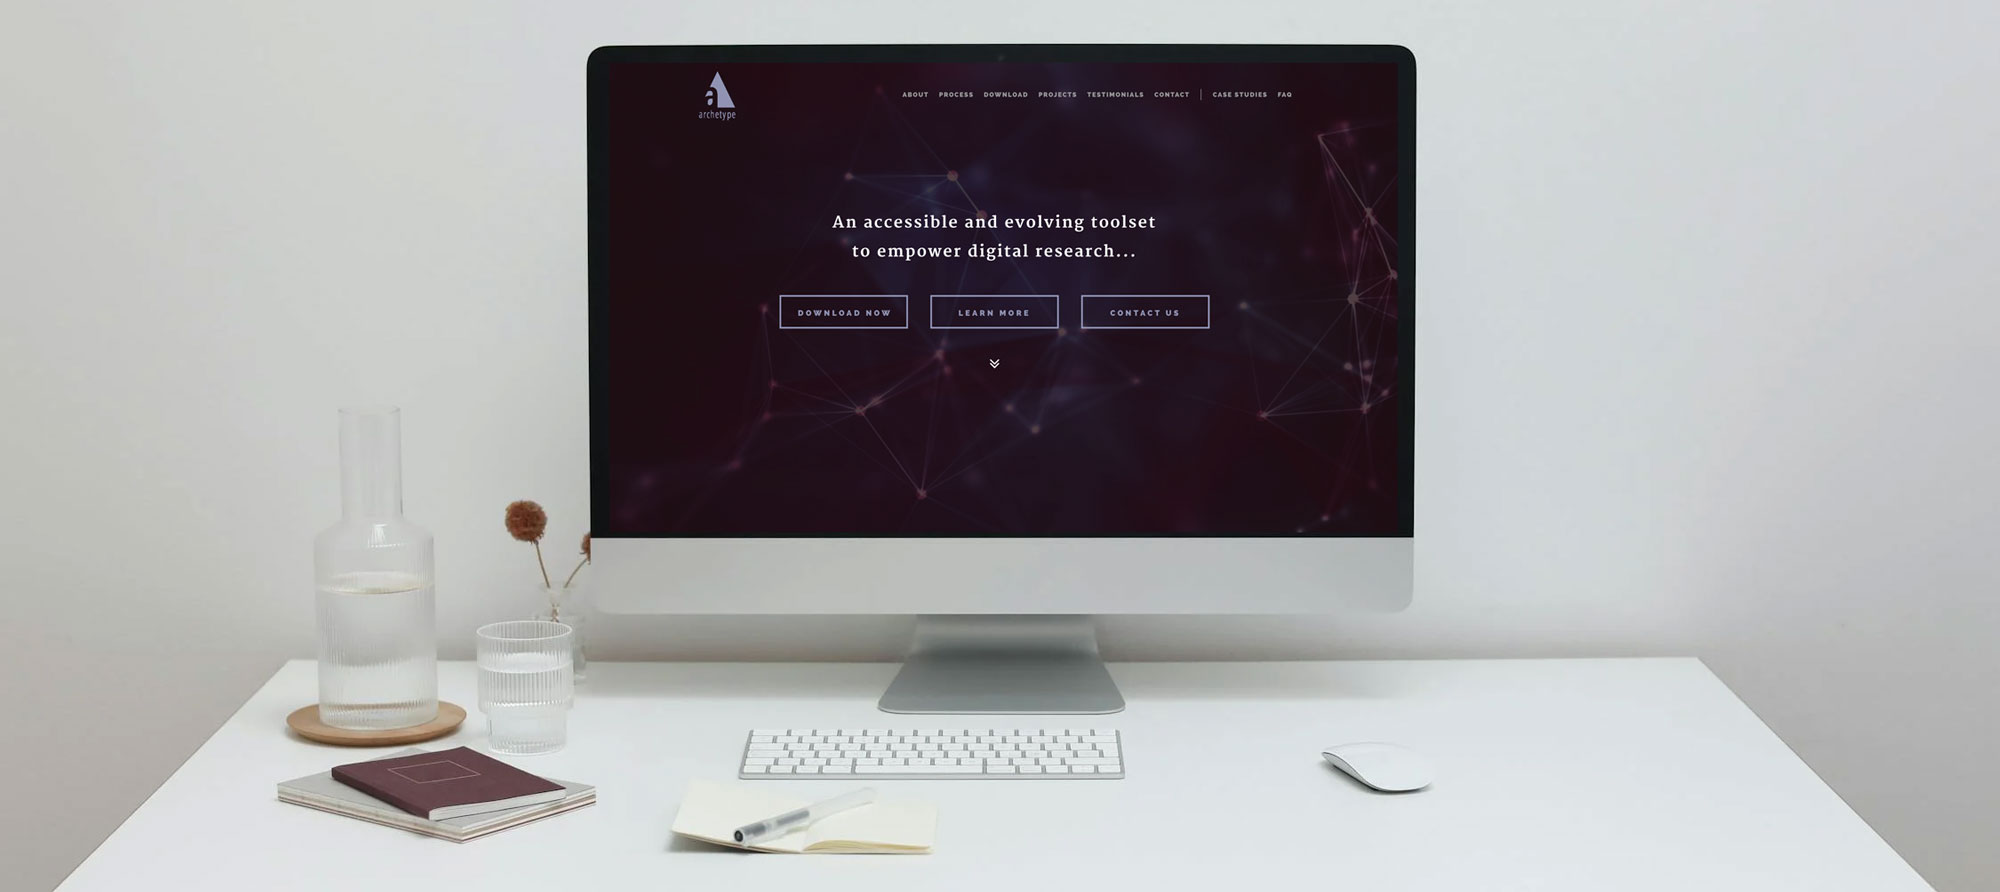 a
archetype
ABOUT PROCESS DOWNLOAD PROJECTS TESTIMONIALS CONTACT | CASE STUDIES FAQ
An accessible and evolving toolset
to empower digital research...
DOWNLOAD NOW
LEARN MORE
CONTACT US